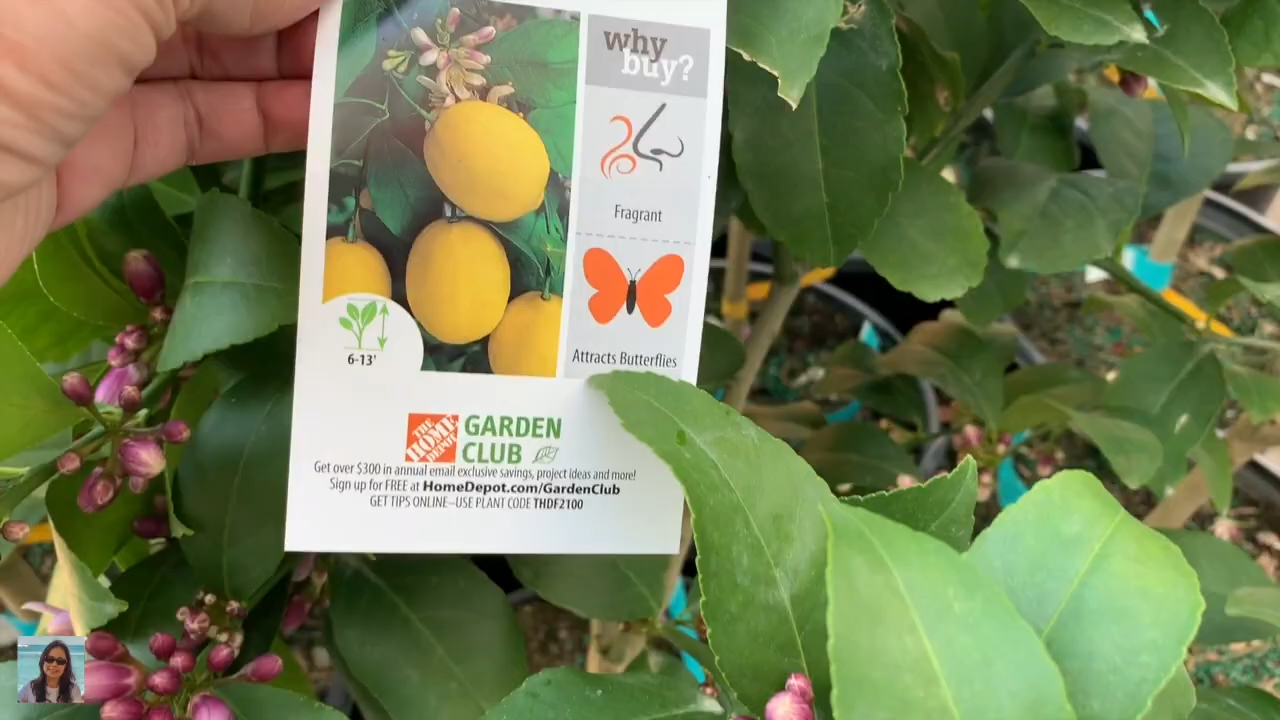 why
buy?
Fragrant
Attracts Butterflies
6-13'
THE
HOME
DEPOT
GARDEN
CLUB
Get over $300 in annual email exclusive savings, project ideas and more!
Sign up for FREE at HomeDepot.com/GardenClub
GET TIPS ONLINE—USE PLANT CODE THDF2100